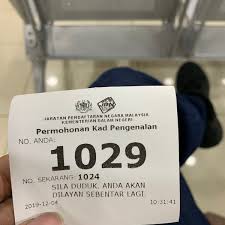 JABATAN PENDAFTARAN NEGARA MALAYSIA
KEMENTERIAN DALAM NEGERI
Permohonan Kad Pengenalan
NO. ANDA:
1029
NO. SEKARANG: 1024
SILA DUDUK, ANDA AKAN
DILAYAN SEBENTAR LAGI.
2019-12-04 10:31:41